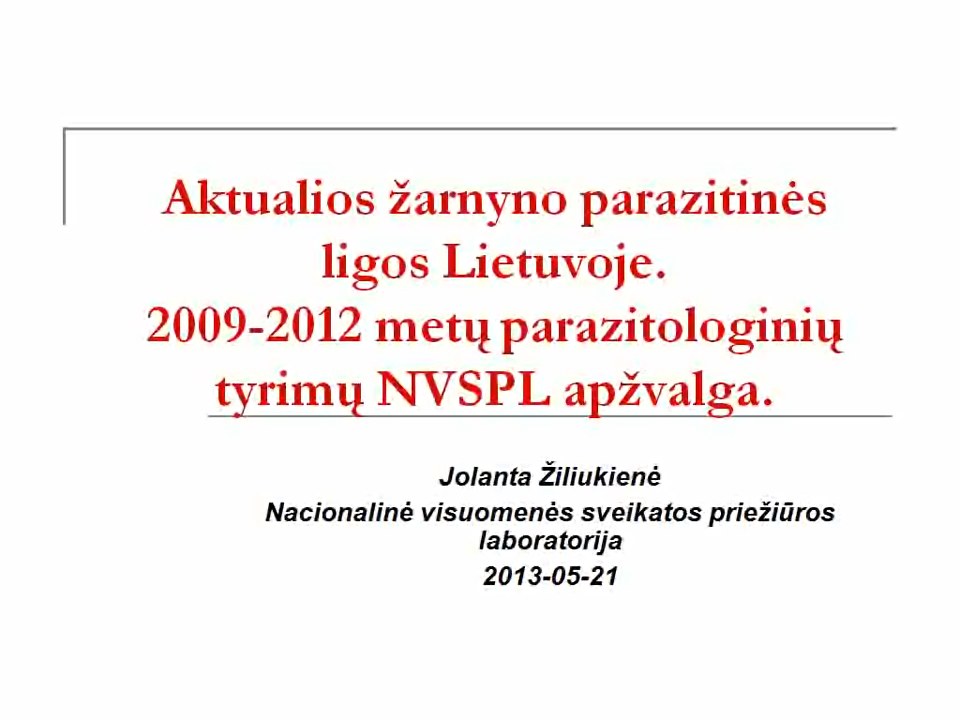 Aktualios žarnyno parazitinės
ligos Lietuvoje.
2009-2012 metų parazitologinių
tyrimų NVSPL apžvalga.
Jolanta Žiliukienė
Nacionalinė visuomenės sveikatos priežiūros
laboratorija
2013-05-21